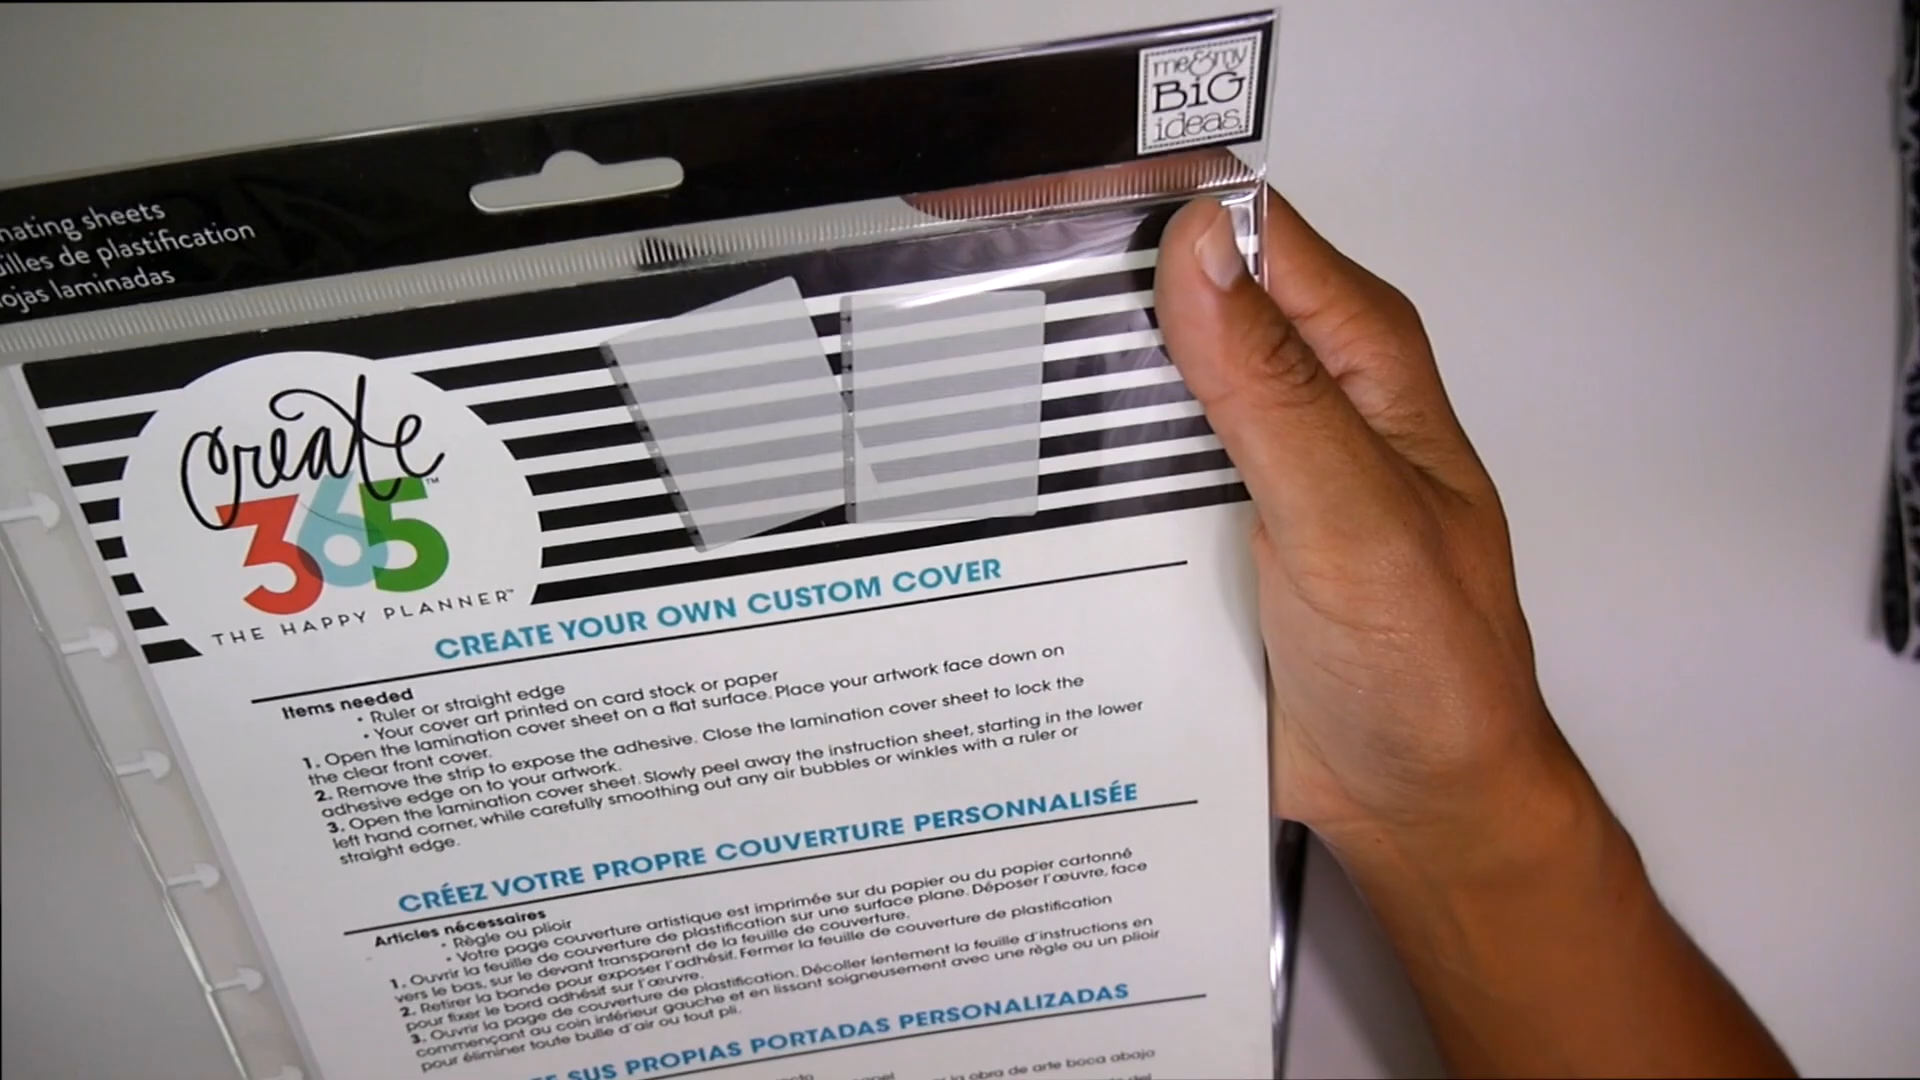 me & my
BiG
ideas.
sheets
de plastification
laminadas
create
365™
THE HAPPY PLANNER™
CREATE YOUR OWN CUSTOM COVER
Items needed
• Ruler or straight edge
• Your cover art printed on card stock or paper
1. Open the lamination cover sheet on a flat surface. Place your artwork face down on
the clear front cover.
2. Remove the strip to expose the adhesive. Close the lamination cover sheet to lock the
adhesive edge on to your artwork.
3. Open the lamination cover sheet. Slowly peel away the instruction sheet, starting in the lower
left hand corner, while carefully smoothing out any air bubbles or winkles with a ruler or
straight edge.
CRÉEZ VOTRE PROPRE COUVERTURE PERSONNALISÉE
Articles nécessaires
• Règle ou plioir
• Votre page couverture artistique est imprimée sur du papier ou du papier cartonné
1. Ouvrir la feuille de couverture de plastification sur une surface plane. Déposer l'œuvre, face
vers le bas, sur le devant transparent de la feuille de couverture.
2. Retirer la bande pour exposer l'adhésif. Fermer la feuille de couverture de plastification
pour fixer le bord adhésif sur l'œuvre.
3. Ouvrir la page de couverture de plastification. Décoller lentement la feuille d'instructions en
commençant au coin inférieur gauche et en lissant soigneusement avec une règle ou un plioir
pour éliminer toute bulle d'air ou tout pli.
SUS PROPIAS PORTADAS PERSONALIZADAS
la obra de arte boca abajo